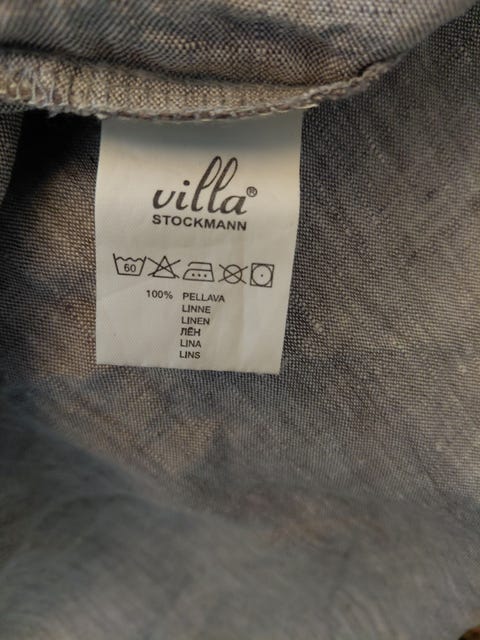 villa®
STOCKMANN
60
100% PELLAVA
LINNE
LINEN
ЛЁН
LINA
LINS